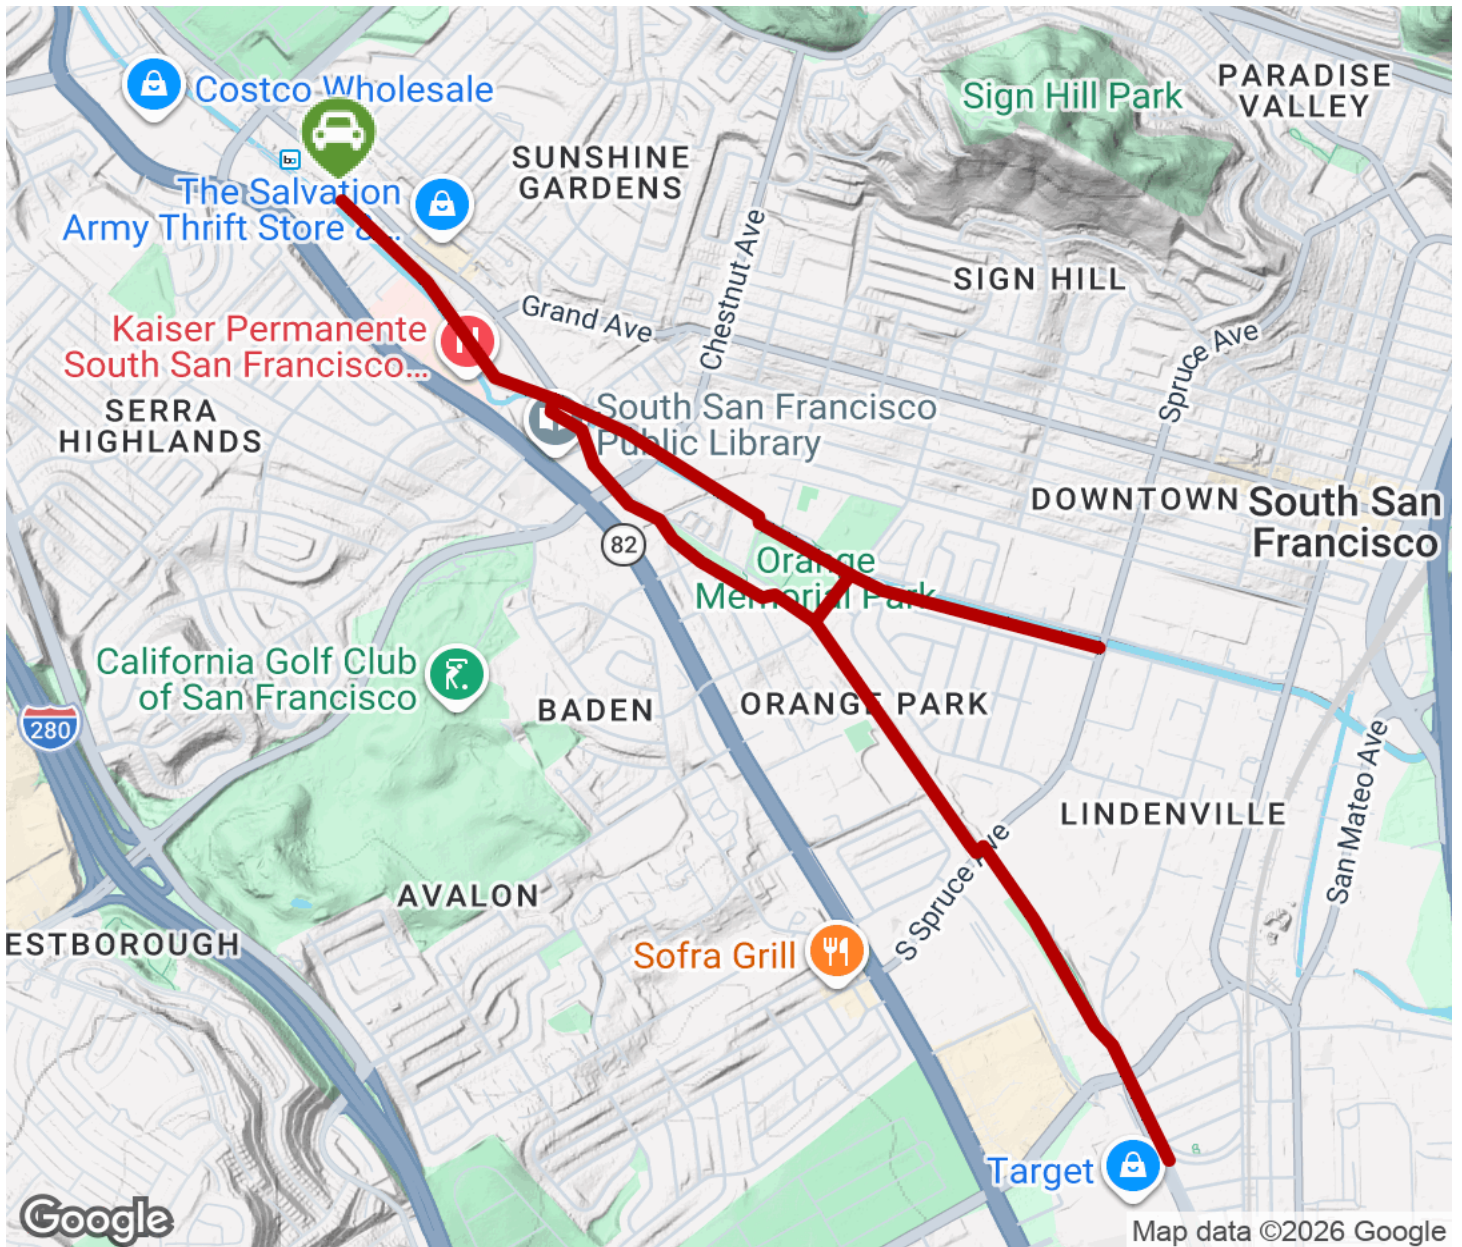 PARADISE
VALLEY
Sign Hill Park
Costco Wholesale
SUNSHINE
GARDENS
The Salvation
Army Thrift Store &...
Chestnut Ave
SIGN HILL
Grand Ave
Kaiser Permanente
South San Francisco...
Spruce Ave
SERRA
HIGHLANDS
South San Francisco
Public Library
DOWNTOWN
South San
Francisco
82
Orange
Memorial Park
California Golf Club
of San Francisco
280
BADEN
ORANGE PARK
San Mateo Ave
LINDENVILLE
S Spruce Ave
AVALON
ESTBOROUGH
Sofra Grill
Target
Google
Map data ©2026 Google